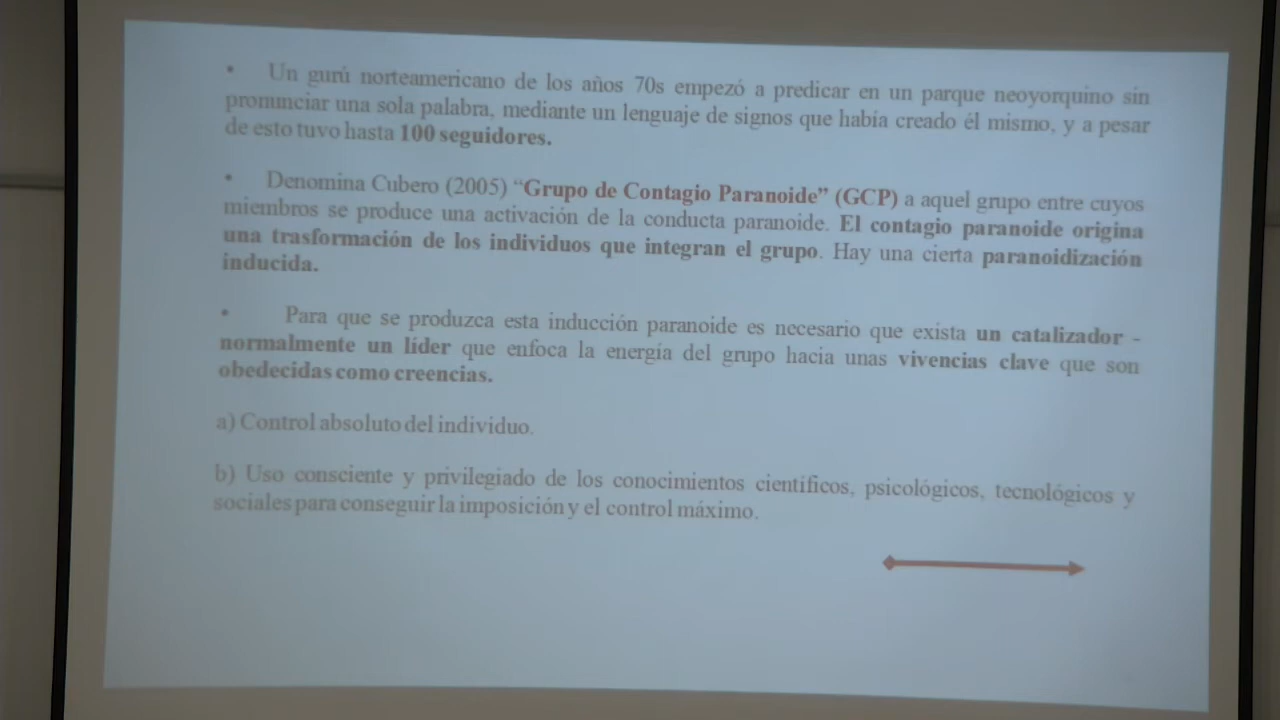 • Un gurú norteamericano de los años 70s empezó a predicar en un parque neoyorquino sin
pronunciar una sola palabra, mediante un lenguaje de signos que había creado él mismo, y a pesar
de esto tuvo hasta 100 seguidores.
• Denomina Cubero (2005) “Grupo de Contagio Paranoide” (GCP) a aquel grupo entre cuyos
miembros se produce una activación de la conducta paranoide. El contagio paranoide origina
una trasformación de los individuos que integran el grupo. Hay una cierta paranoidización
inducida.
• Para que se produzca esta inducción paranoide es necesario que exista un catalizador -
normalmente un líder que enfoca la energía del grupo hacia unas vivencias clave que son
obedecidas como creencias.
a) Control absoluto del individuo.
b) Uso consciente y privilegiado de los conocimientos científicos, psicológicos, tecnológicos y
sociales para conseguir la imposición y el control máximo.